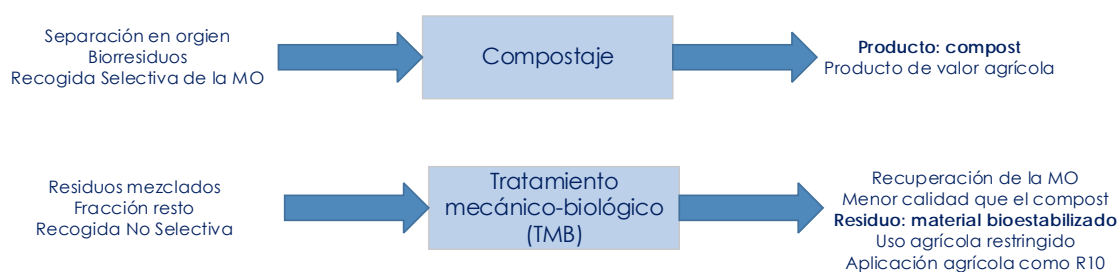 Separación en orgien
Biorresiduos
Recogida Selectiva de la MO
Compostaje
Producto: compost
Producto de valor agrícola
Residuos mezclados
Fracción resto
Recogida No Selectiva
Tratamiento
mecánico-biológico
(TMB)
Recuperación de la MO
Menor calidad que el compost
Residuo: material bioestabilizado
Uso agrícola restringido
Aplicación agrícola como R10